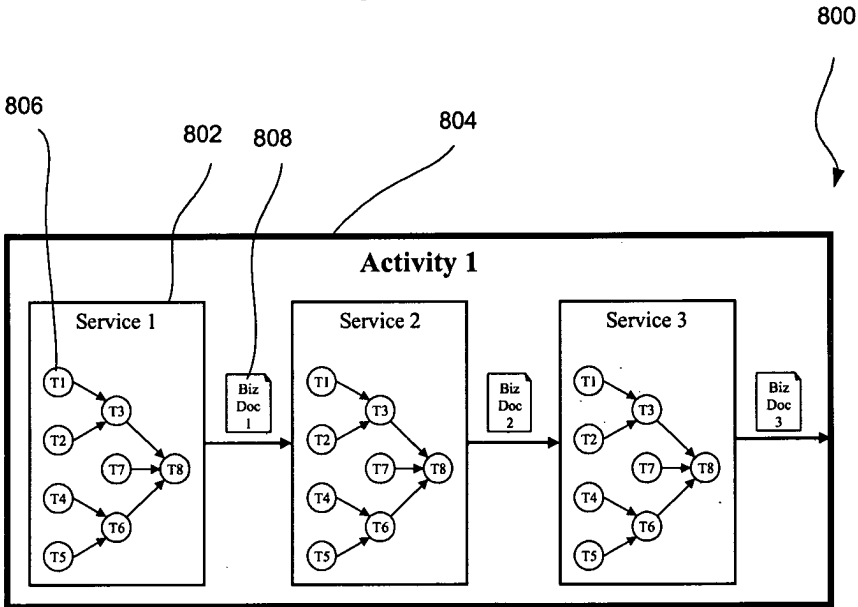 800
806
802
808
804
Activity 1
Service 1
T1
T2
T3
T7
T8
T4
T6
T5
Biz
Doc
1
Service 2
T1
T2
T3
T7
T8
T4
T6
T5
Biz
Doc
2
Service 3
T1
T2
T3
T7
T8
T4
T6
T5
Biz
Doc
3